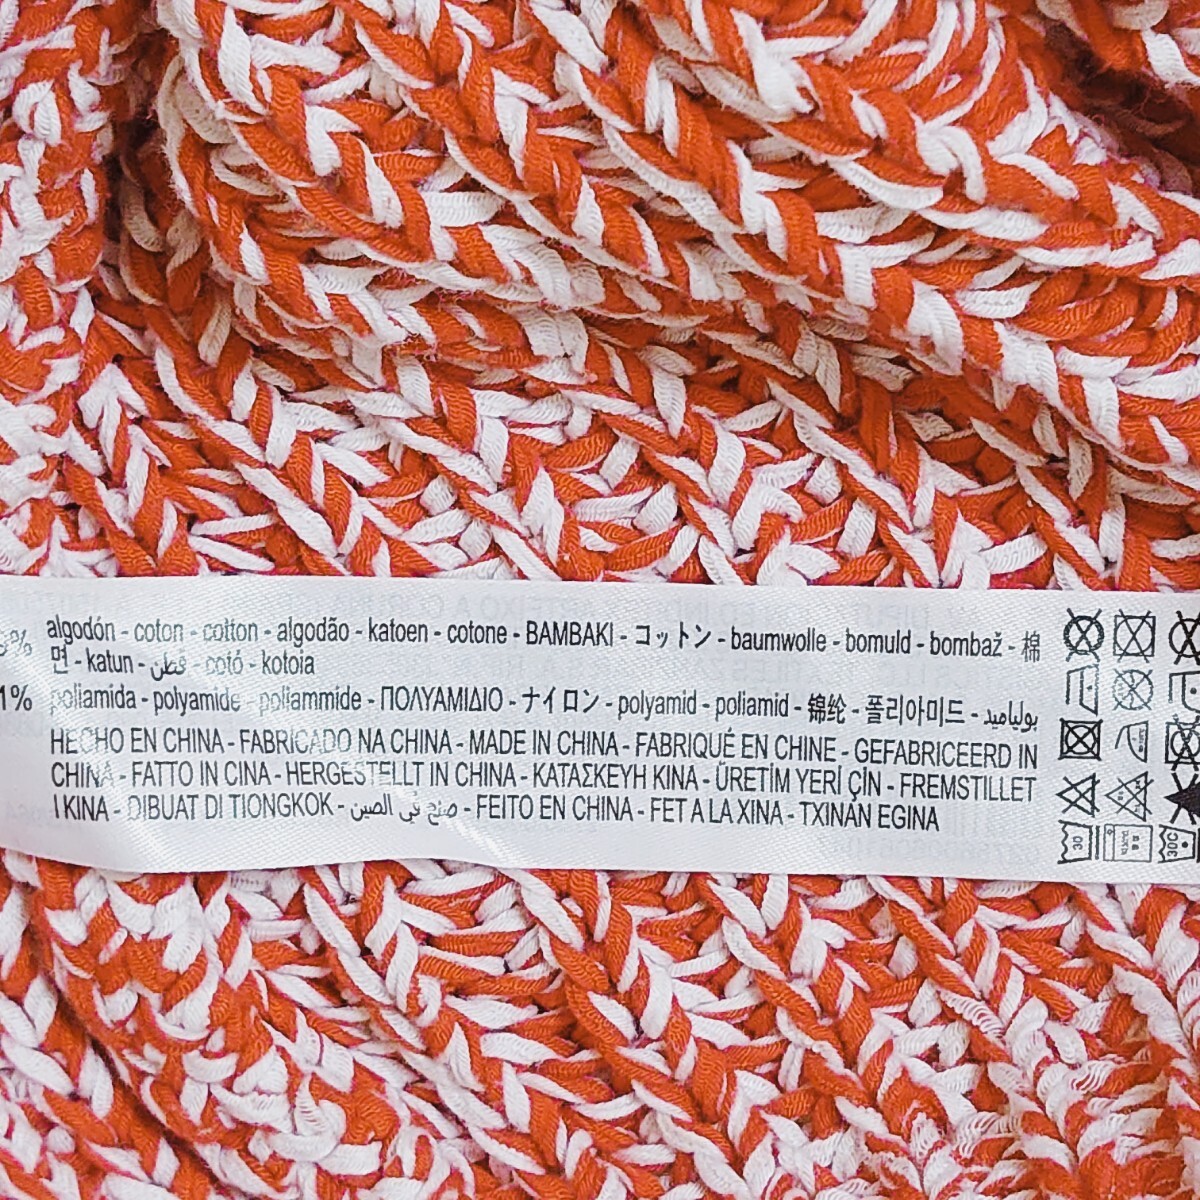 % algodón - coton - cotton - algodão - katoen - cotone - BAMBAKI - コットン - baumwolle - bomuld - bombaž - 棉
면 - katun - قطن - cotó - kotoia
1% poliamida - polyamide - poliammide - ΠΟΛΥΑΜΙΔΙΟ - ナイロン - polyamid - poliamid - 锦纶 - 폴리아미드 - بولياميد
HECHO EN CHINA - FABRICADO NA CHINA - MADE IN CHINA - FABRIQUÉ EN CHINE - GEFABRICEERD IN
CHINA - FATTO IN CINA - HERGESTELLT IN CHINA - ΚΑΤΑΣΚΕΥΗ ΚΙΝΑ - ÜRETİM YERİ ÇİN - FREMSTILLET
I KINA - DIBUAT DI TIONGKOK - صنع في الصين - FEITO EN CHINA - FET A LA XINA - TXINAN EGINA
30 30C